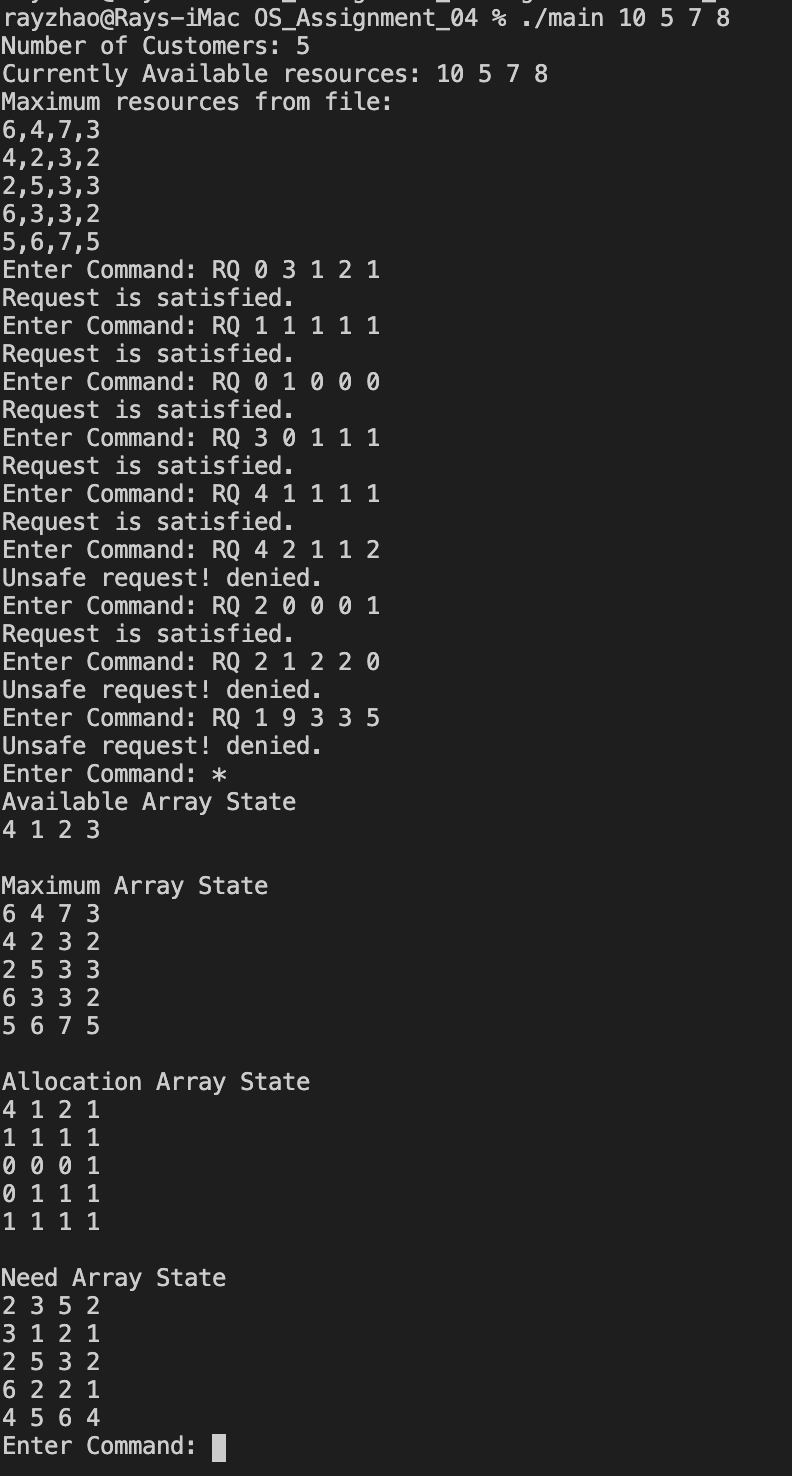 rayzhao@Rays-iMac OS_Assignment_04 % ./main 10 5 7 8
Number of Customers: 5
Currently Available resources: 10 5 7 8
Maximum resources from file:
6,4,7,3
4,2,3,2
2,5,3,3
6,3,3,2
5,6,7,5
Enter Command: RQ 0 3 1 2 1
Request is satisfied.
Enter Command: RQ 1 1 1 1 1
Request is satisfied.
Enter Command: RQ 0 1 0 0 0
Request is satisfied.
Enter Command: RQ 3 0 1 1 1
Request is satisfied.
Enter Command: RQ 4 1 1 1 1
Request is satisfied.
Enter Command: RQ 4 2 1 1 2
Unsafe request! denied.
Enter Command: RQ 2 0 0 0 1
Request is satisfied.
Enter Command: RQ 2 1 2 2 0
Unsafe request! denied.
Enter Command: RQ 1 9 3 3 5
Unsafe request! denied.
Enter Command: *
Available Array State
4 1 2 3
Maximum Array State
6 4 7 3
4 2 3 2
2 5 3 3
6 3 3 2
5 6 7 5
Allocation Array State
4 1 2 1
1 1 1 1
0 0 0 1
0 1 1 1
1 1 1 1
Need Array State
2 3 5 2
3 1 2 1
2 5 3 2
6 2 2 1
4 5 6 4
Enter Command: